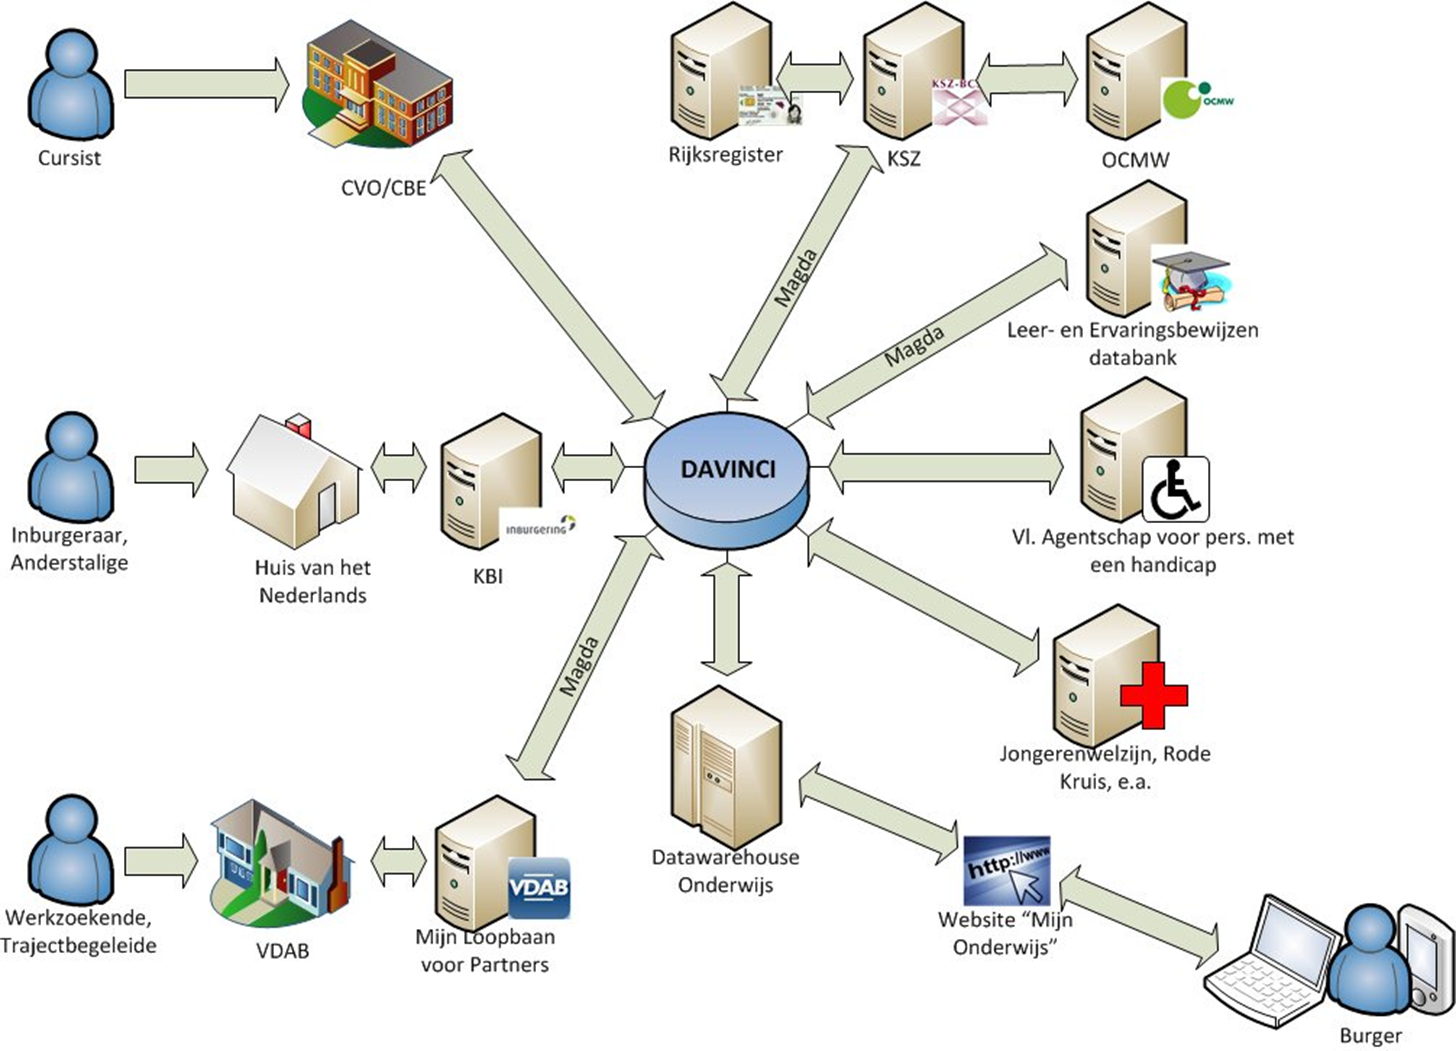 Cursist
CVO/CBE
Rijksregister
KSZ-BCS
KSZ
OCMW
OCMW
Magda
Magda
Leer- en Ervaringsbewijzen
databank
DAVINCI
Inburgeraar,
Anderstalige
Huis van het
Nederlands
INBURGERING
KBI
Vl. Agentschap voor pers. met
een handicap
Magda
Jongerenwelzijn, Rode
Kruis, e.a.
Werkzoekende,
Trajectbegeleide
VDAB
VDAB
Mijn Loopbaan
voor Partners
Datawarehouse
Onderwijs
http://www
Website “Mijn
Onderwijs”
Burger